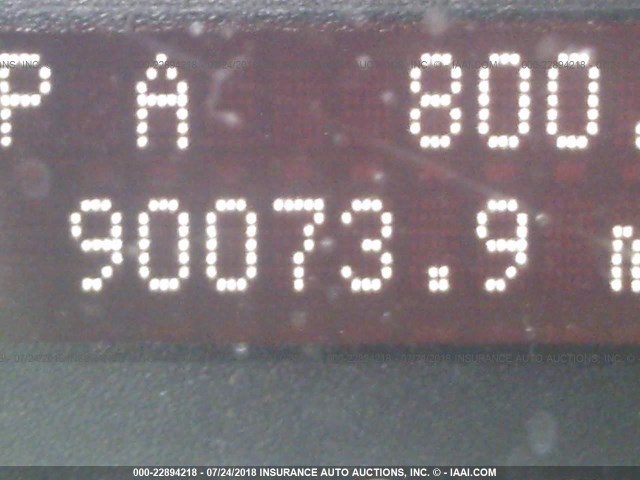 P A 800.
90073.9 m
000-22894218 - 07/24/2018 INSURANCE AUTO AUCTIONS, INC. © - IAAI.COM